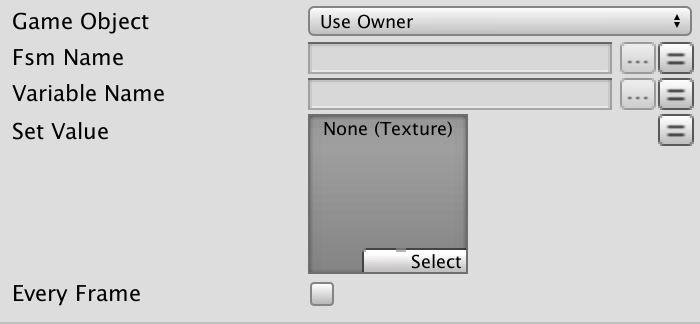 Game Object Use Owner
Fsm Name ...
Variable Name ...
Set Value
None (Texture)
Select
Every Frame